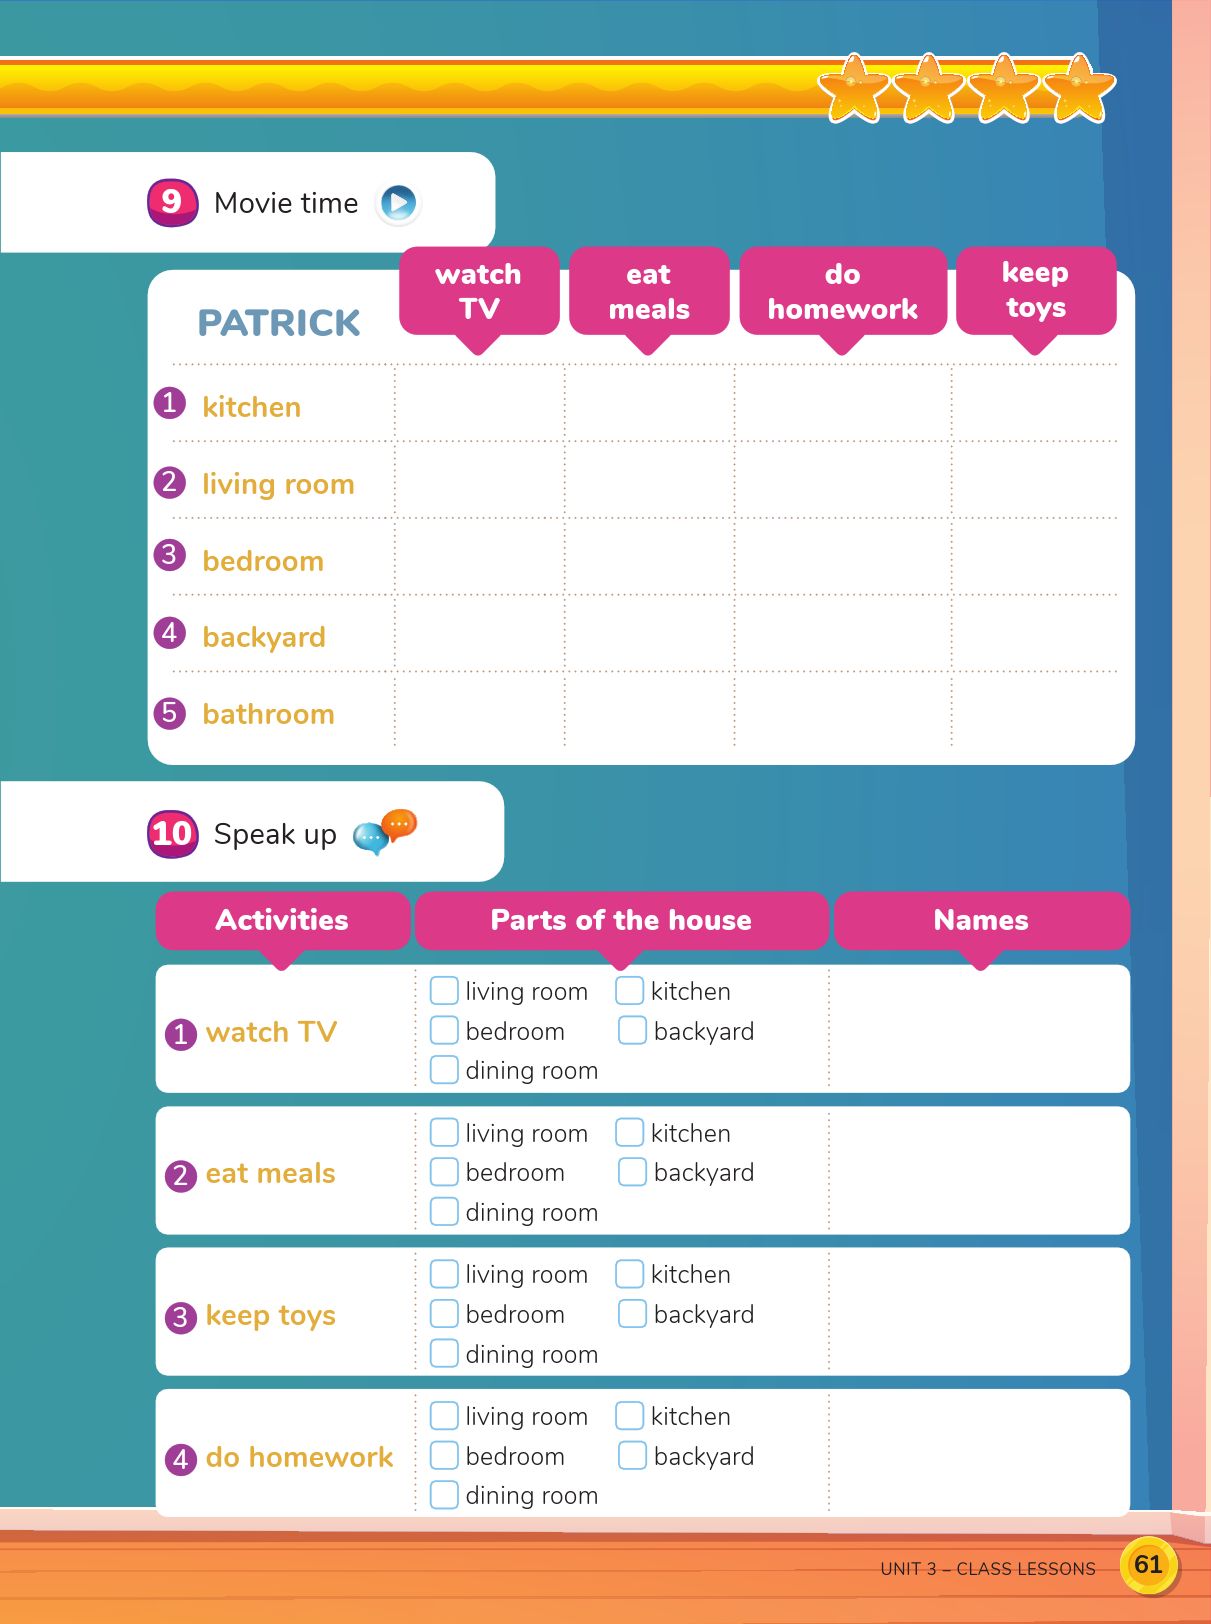 9 Movie time
PATRICK
watch
TV
eat
meals
do
homework
keep
toys
1 kitchen
2 living room
3 bedroom
4 backyard
5 bathroom
10 Speak up
Activities Parts of the house Names
1 watch TV
living room kitchen
bedroom backyard
dining room
2 eat meals
living room kitchen
bedroom backyard
dining room
3 keep toys
living room kitchen
bedroom backyard
dining room
4 do homework
living room kitchen
bedroom backyard
dining room
UNIT 3 – CLASS LESSONS 61